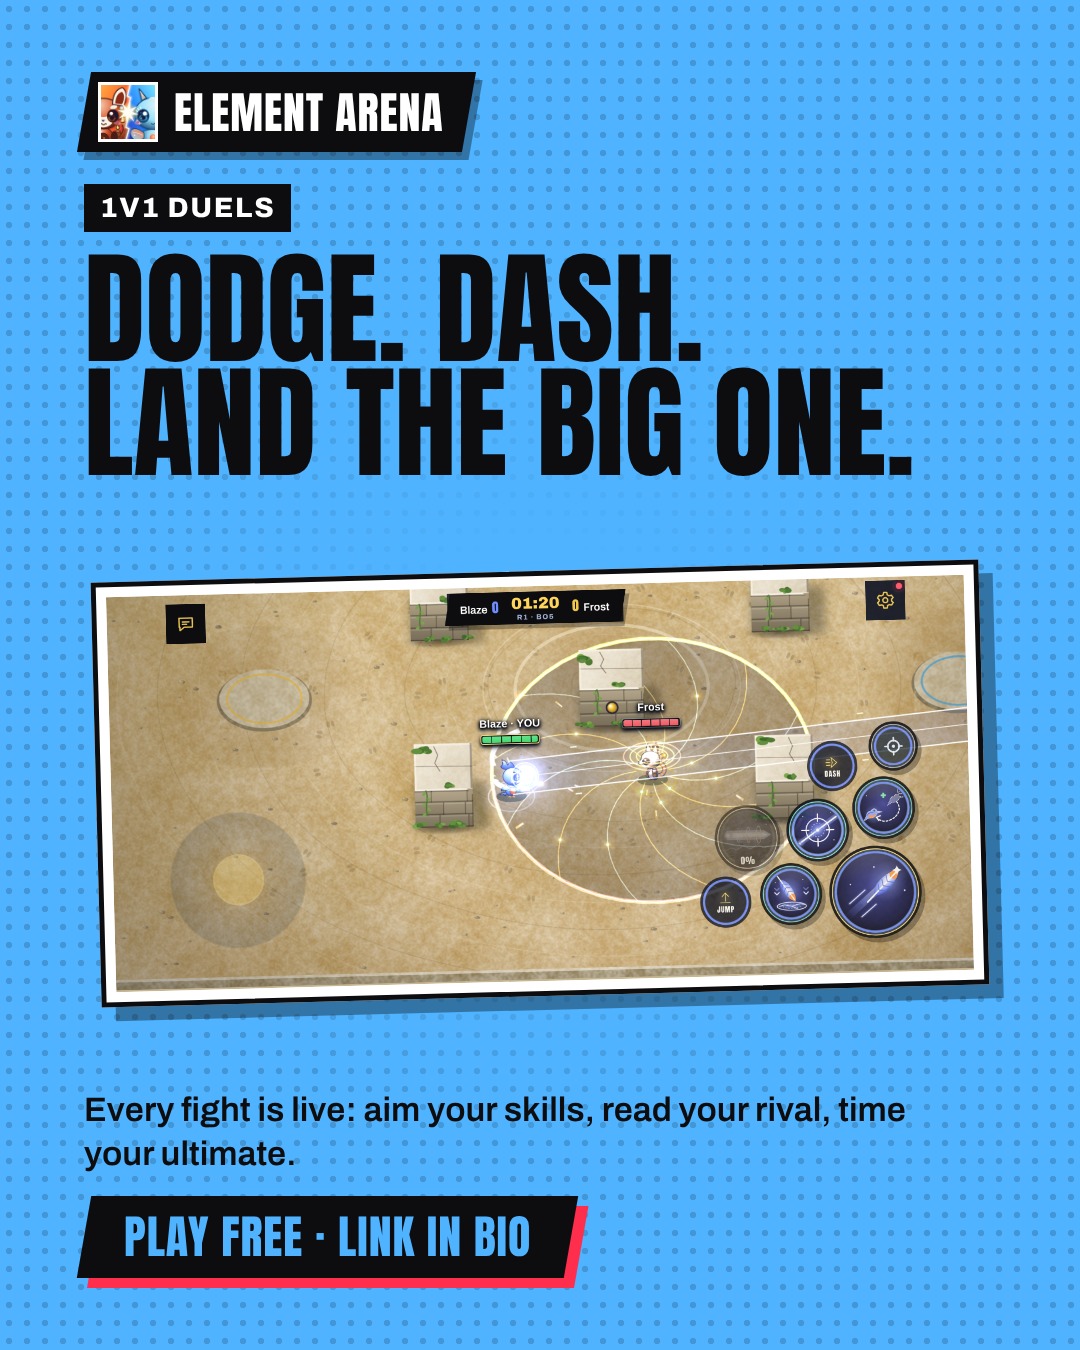 ELEMENT ARENA
1V1 DUELS
DODGE. DASH.
LAND THE BIG ONE.
Blaze 0 01:20 0 Frost
R1 · BO5
Frost
Blaze · YOU
DASH
0%
JUMP
Every fight is live: aim your skills, read your rival, time
your ultimate.
PLAY FREE · LINK IN BIO